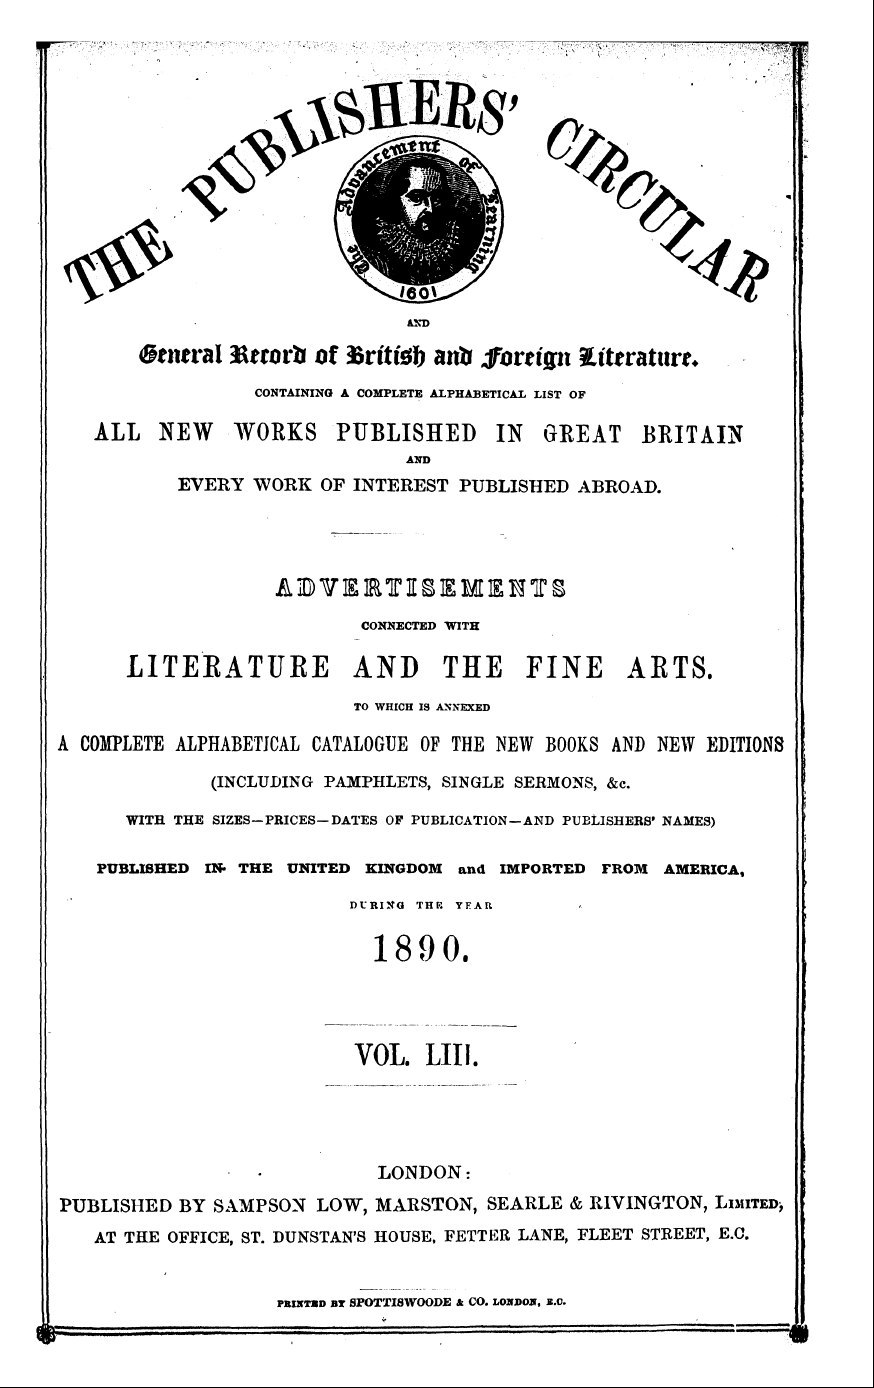 THE PUBLISHERS' CIRCULAR
The Advancement of Learning
1601
AND
General Record of British and Foreign Literature.
CONTAINING A COMPLETE ALPHABETICAL LIST OF
ALL NEW WORKS PUBLISHED IN GREAT BRITAIN
AND
EVERY WORK OF INTEREST PUBLISHED ABROAD.
ADVERTISEMENTS
CONNECTED WITH
LITERATURE AND THE FINE ARTS.
TO WHICH IS ANNEXED
A COMPLETE ALPHABETICAL CATALOGUE OF THE NEW BOOKS AND NEW EDITIONS
(INCLUDING PAMPHLETS, SINGLE SERMONS, &c.
WITH THE SIZES—PRICES—DATES OF PUBLICATION—AND PUBLISHERS' NAMES)
PUBLISHED IN THE UNITED KINGDOM and IMPORTED FROM AMERICA,
DURING THE YEAR
1890.
VOL. LIII.
LONDON:
PUBLISHED BY SAMPSON LOW, MARSTON, SEARLE & RIVINGTON, LIMITED,
AT THE OFFICE, ST. DUNSTAN'S HOUSE, FETTER LANE, FLEET STREET, E.C.
PRINTED BY SPOTTISWOODE & CO. LONDON, E.C.